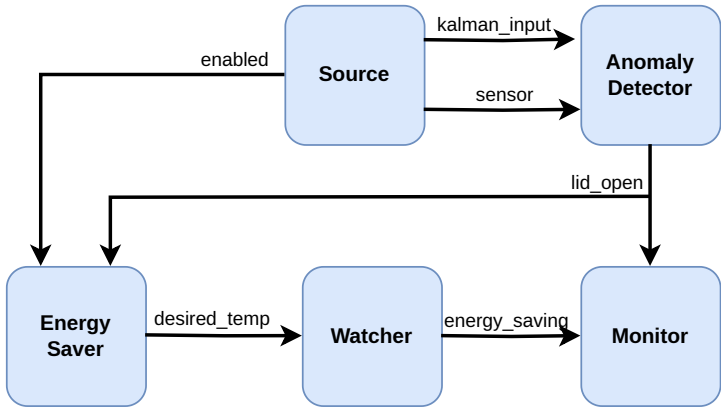 kalman_input
enabled
Source
Anomaly
Detector
sensor
lid_open
Energy
Saver
desired_temp
Watcher
energy_saving
Monitor